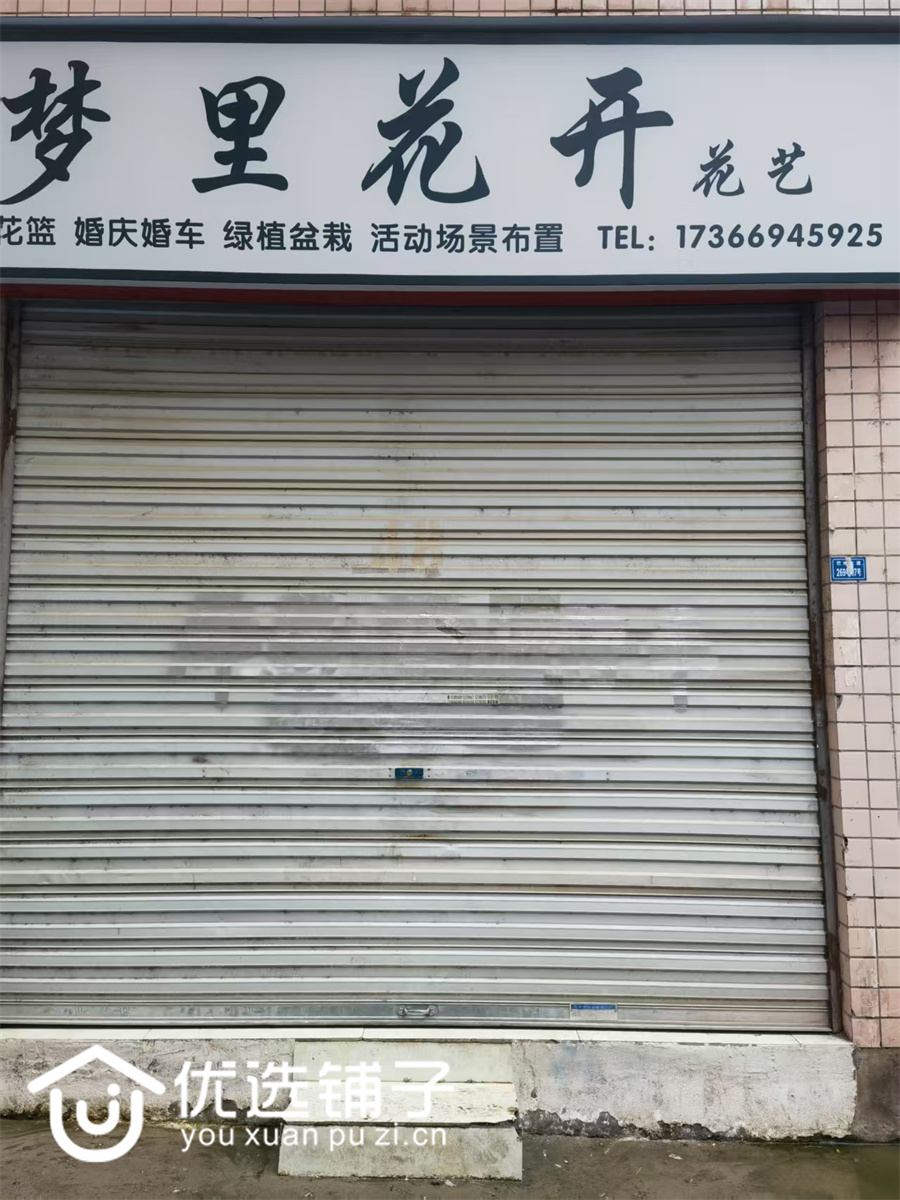 梦里花开 花艺
花篮 婚庆婚车 绿植盆栽 活动场景布置 TEL: 17366945925
优选铺子
you xuan pu zi.cn